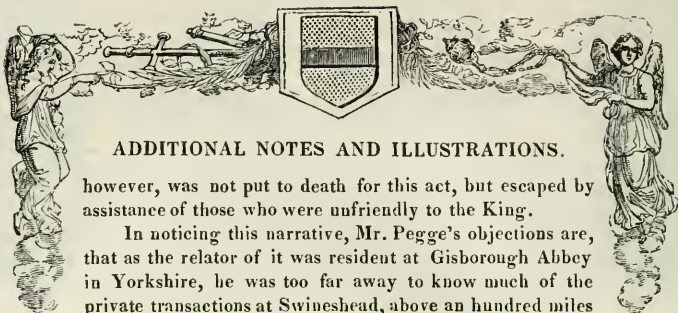 ADDITIONAL NOTES AND ILLUSTRATIONS.
however, was not put to death for this act, but escaped by
assistance of those who were unfriendly to the King.
In noticing this narrative, Mr. Pegge's objections are,
that as the relator of it was resident at Gisborough Abbey
in Yorkshire, he was too far away to know much of the
private transactions at Swineshead, above an hundred miles